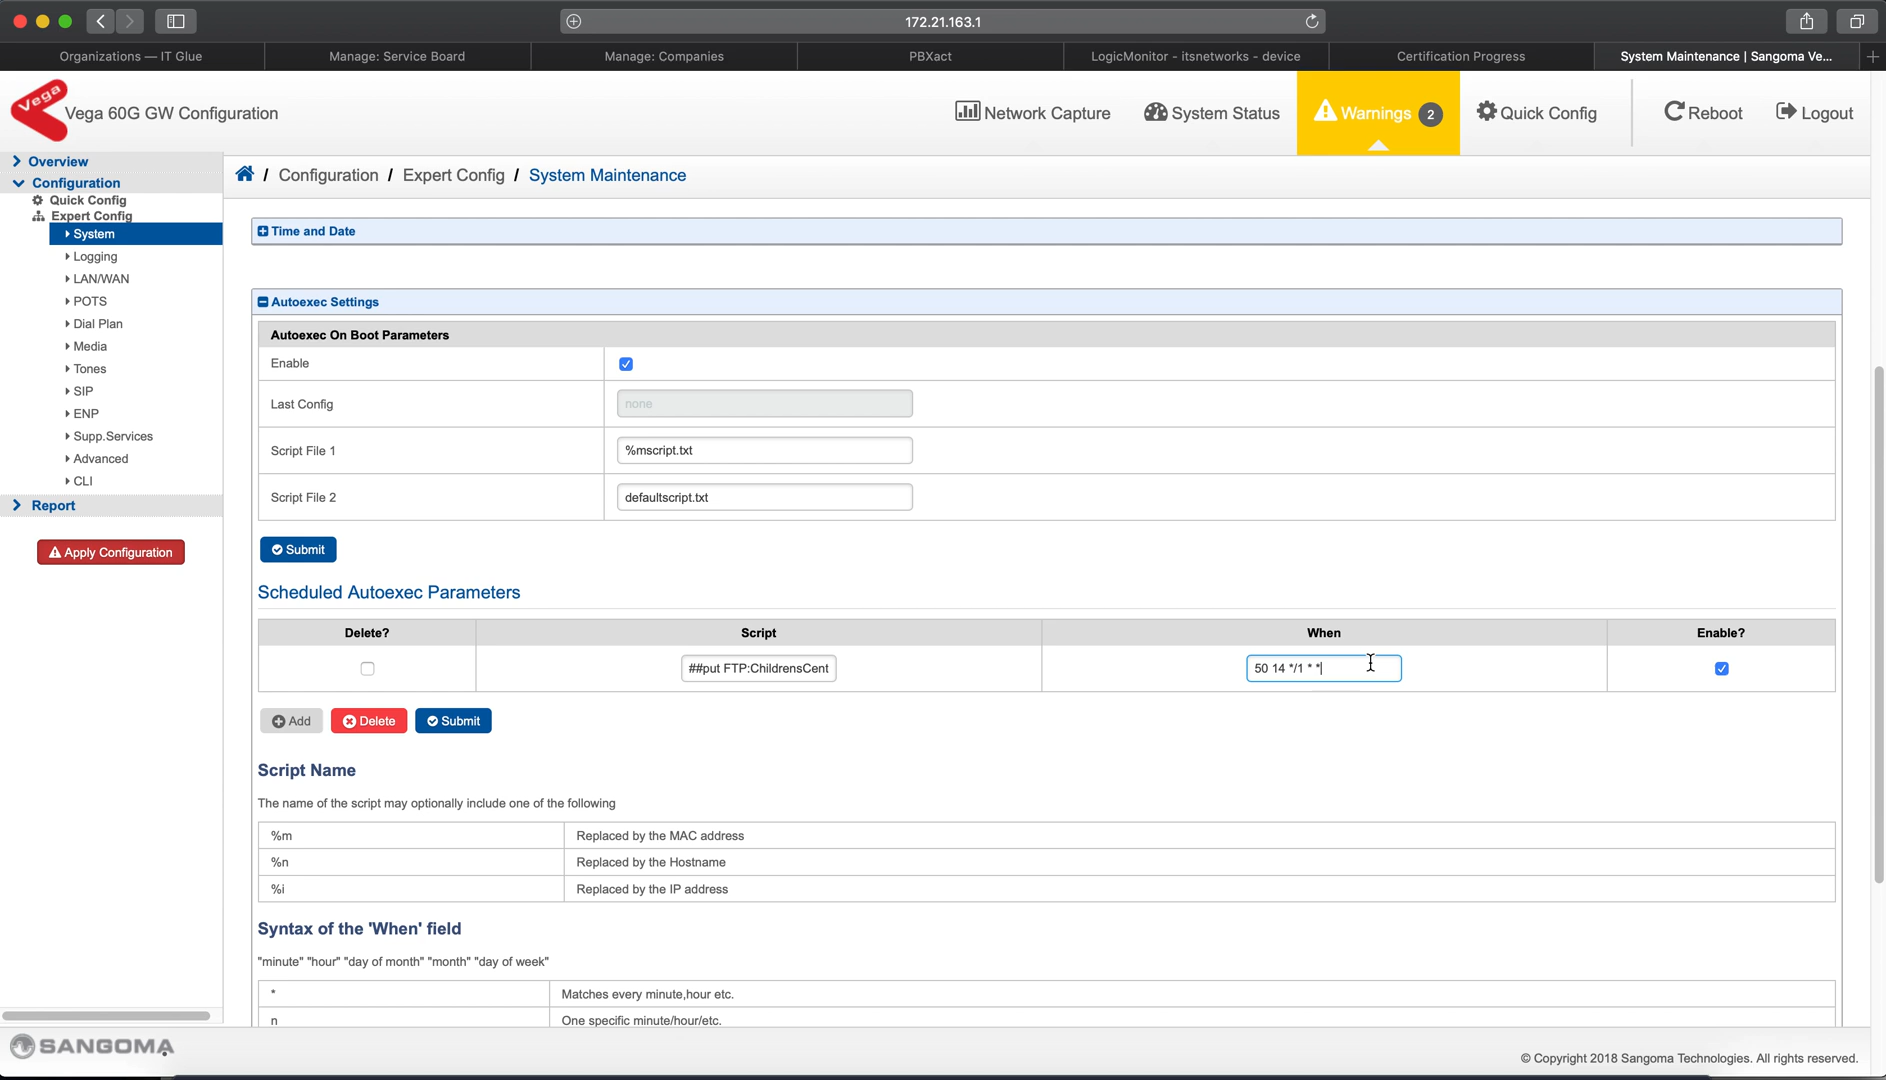 172.21.163.1
Organizations — IT Glue
Manage: Service Board
Manage: Companies
PBXact
LogicMonitor - itsnetworks - device
Certification Progress
System Maintenance | Sangoma Ve...
Vega
Vega 60G GW Configuration
Network Capture
System Status
Warnings 2
Quick Config
Reboot
Logout
Overview
Configuration
Quick Config
Expert Config
System
Logging
LAN/WAN
POTS
Dial Plan
Media
Tones
SIP
ENP
Supp.Services
Advanced
CLI
Report
Apply Configuration
/ Configuration / Expert Config / System Maintenance
Time and Date
Autoexec Settings
Autoexec On Boot Parameters
Enable
Last Config none
Script File 1 %mscript.txt
Script File 2 defaultscript.txt
Submit
Scheduled Autoexec Parameters
Delete? Script When Enable?
##put FTP:ChildrensCent 50 14 */1 * *
Add Delete Submit
Script Name
The name of the script may optionally include one of the following
%m Replaced by the MAC address
%n Replaced by the Hostname
%i Replaced by the IP address
Syntax of the 'When' field
"minute" "hour" "day of month" "month" "day of week"
* Matches every minute,hour etc.
n One specific minute/hour/etc.
SANGOMA
© Copyright 2018 Sangoma Technologies. All rights reserved.